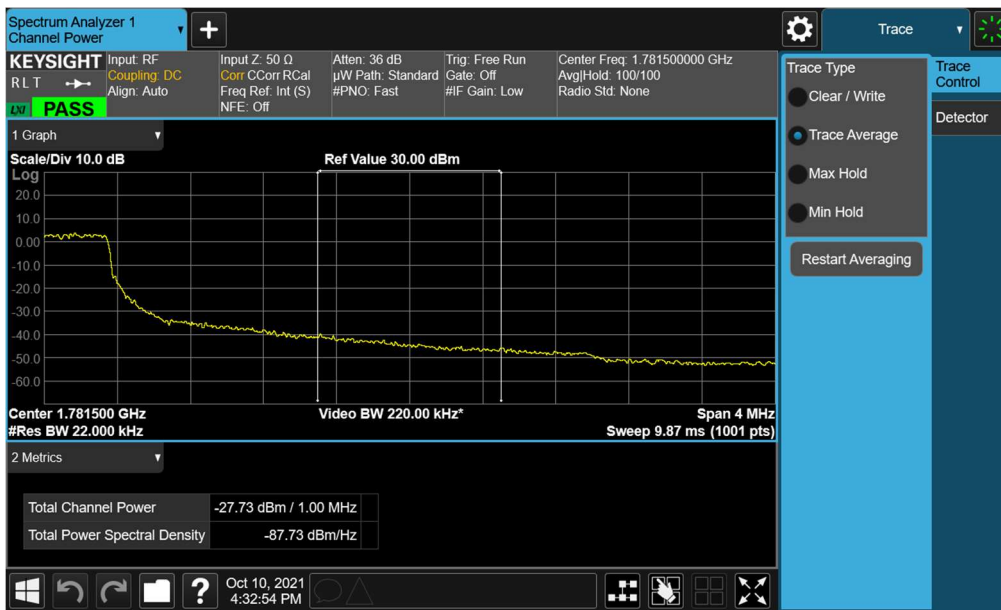 Spectrum Analyzer 1
Channel Power
KEYSIGHT
Input: RF
Input Z: 50 Ω
Atten: 36 dB
Trig: Free Run
Center Freq: 1.781500000 GHz
RLT
Coupling: DC
Corr CCorr RCal
µW Path: Standard
Gate: Off
Avg|Hold: 100/100
Align: Auto
Freq Ref: Int (S)
#PNO: Fast
#IF Gain: Low
Radio Std: None
NFE: Off
LXI
PASS
1 Graph
Scale/Div 10.0 dB
Ref Value 30.00 dBm
Log
20.0
10.0
0.00
-10.0
-20.0
-30.0
-40.0
-50.0
-60.0
Center 1.781500 GHz
Video BW 220.00 kHz*
Span 4 MHz
#Res BW 22.000 kHz
Sweep 9.87 ms (1001 pts)
2 Metrics
Total Channel Power -27.73 dBm / 1.00 MHz
Total Power Spectral Density -87.73 dBm/Hz
?
Oct 10, 2021
4:32:54 PM
Trace
Trace Type
Clear / Write
Trace Average
Max Hold
Min Hold
Restart Averaging
Trace
Control
Detector